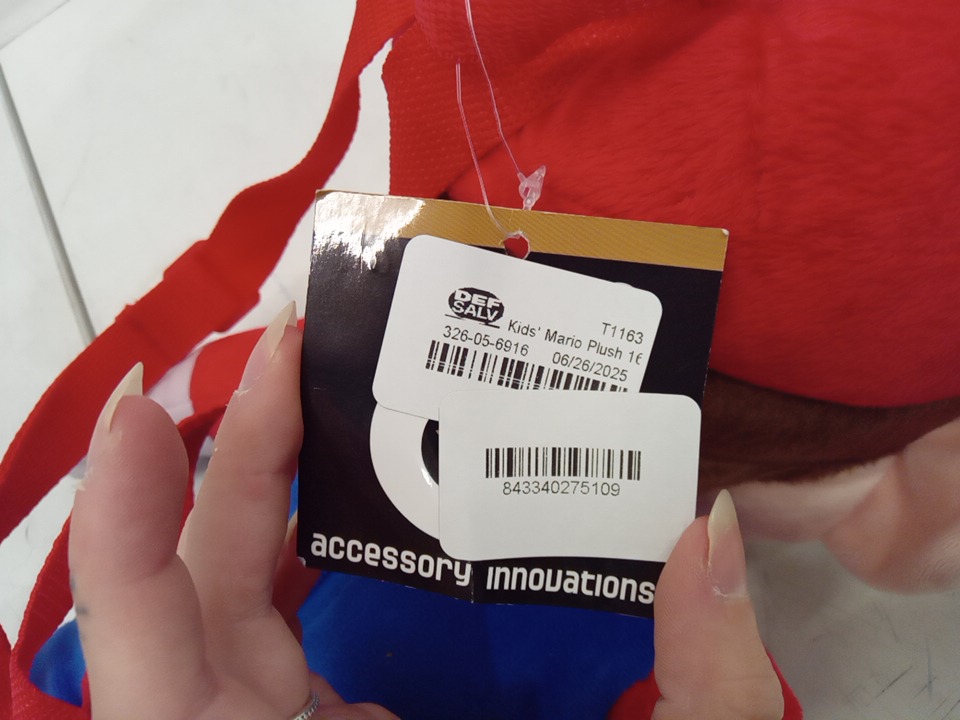 DEF
SALV
T1163
Kids' Mario Plush 16
326-05-6916 06/26/2025
843340275109
accessory innovations